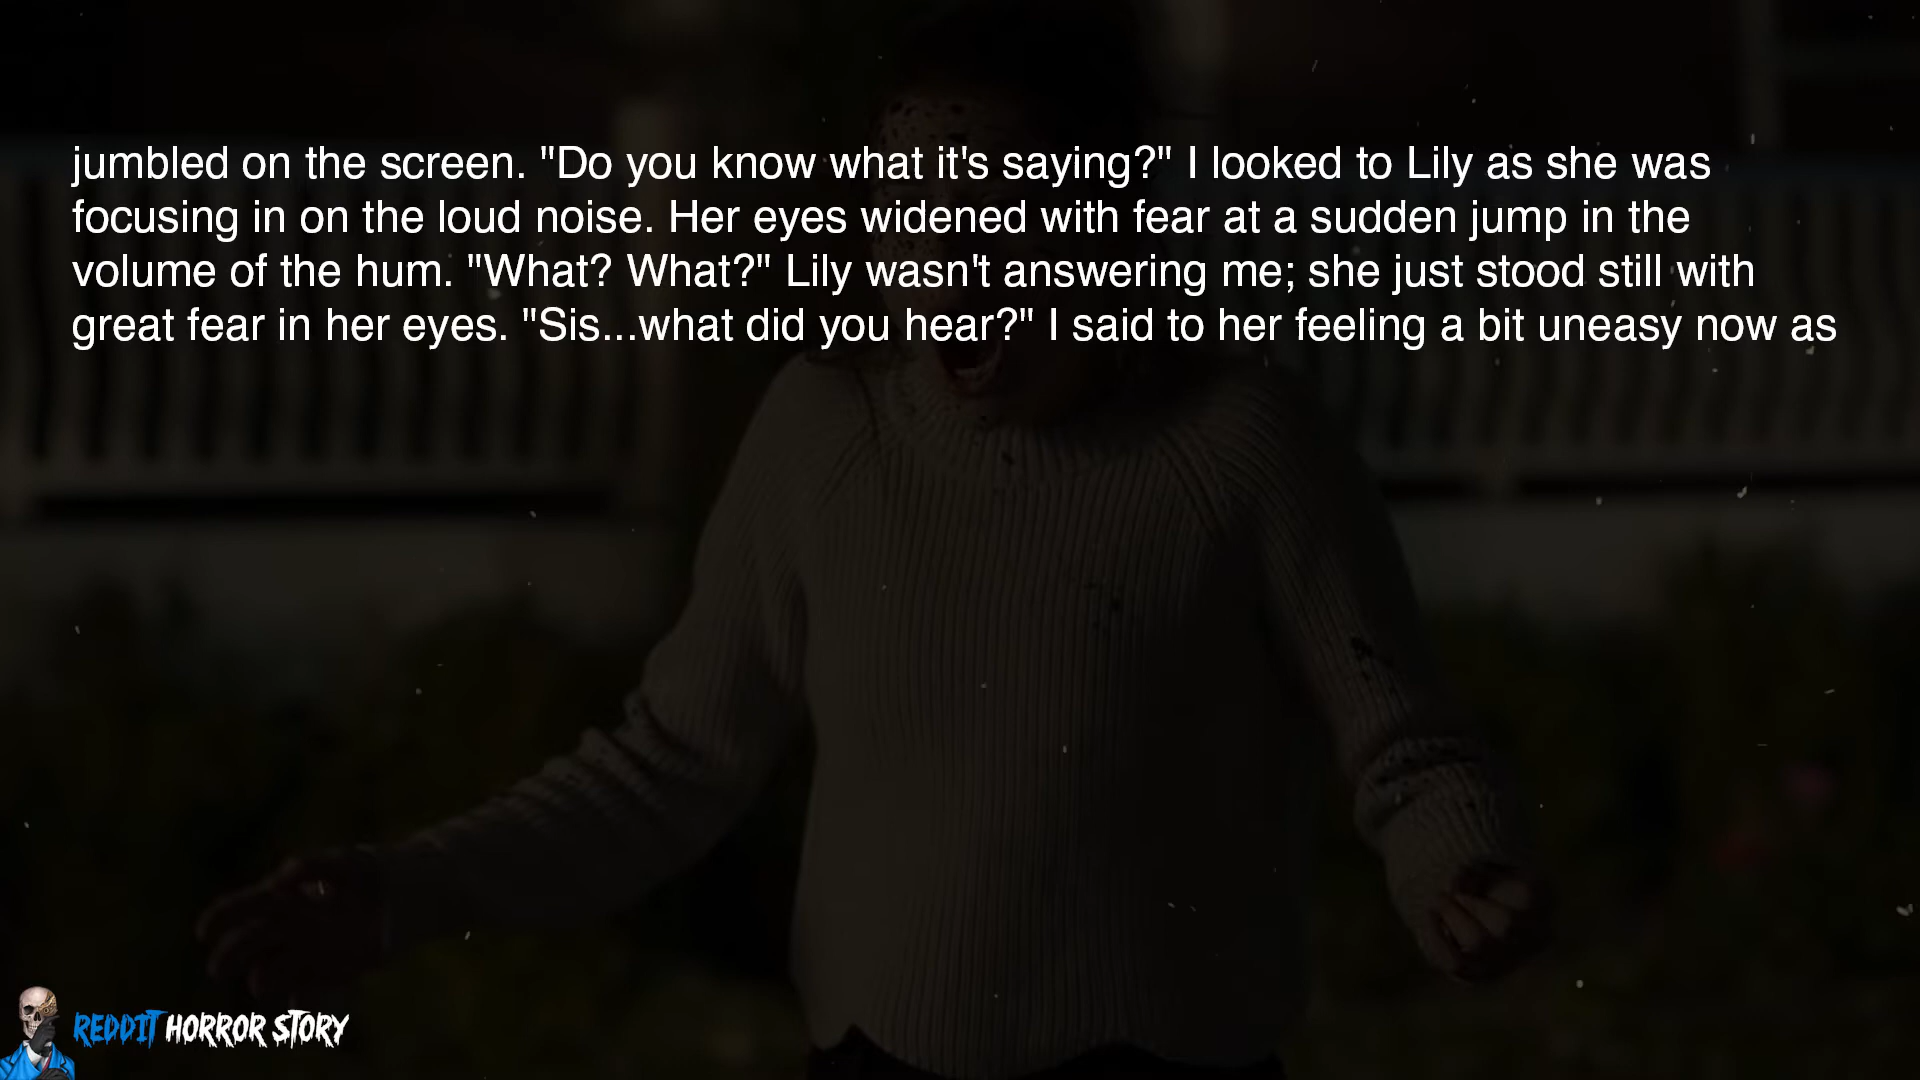 jumbled on the screen. "Do you know what it's saying?" I looked to Lily as she was
focusing in on the loud noise. Her eyes widened with fear at a sudden jump in the
volume of the hum. "What? What?" Lily wasn't answering me; she just stood still with
great fear in her eyes. "Sis...what did you hear?" I said to her feeling a bit uneasy now as
REDDIT HORROR STORY